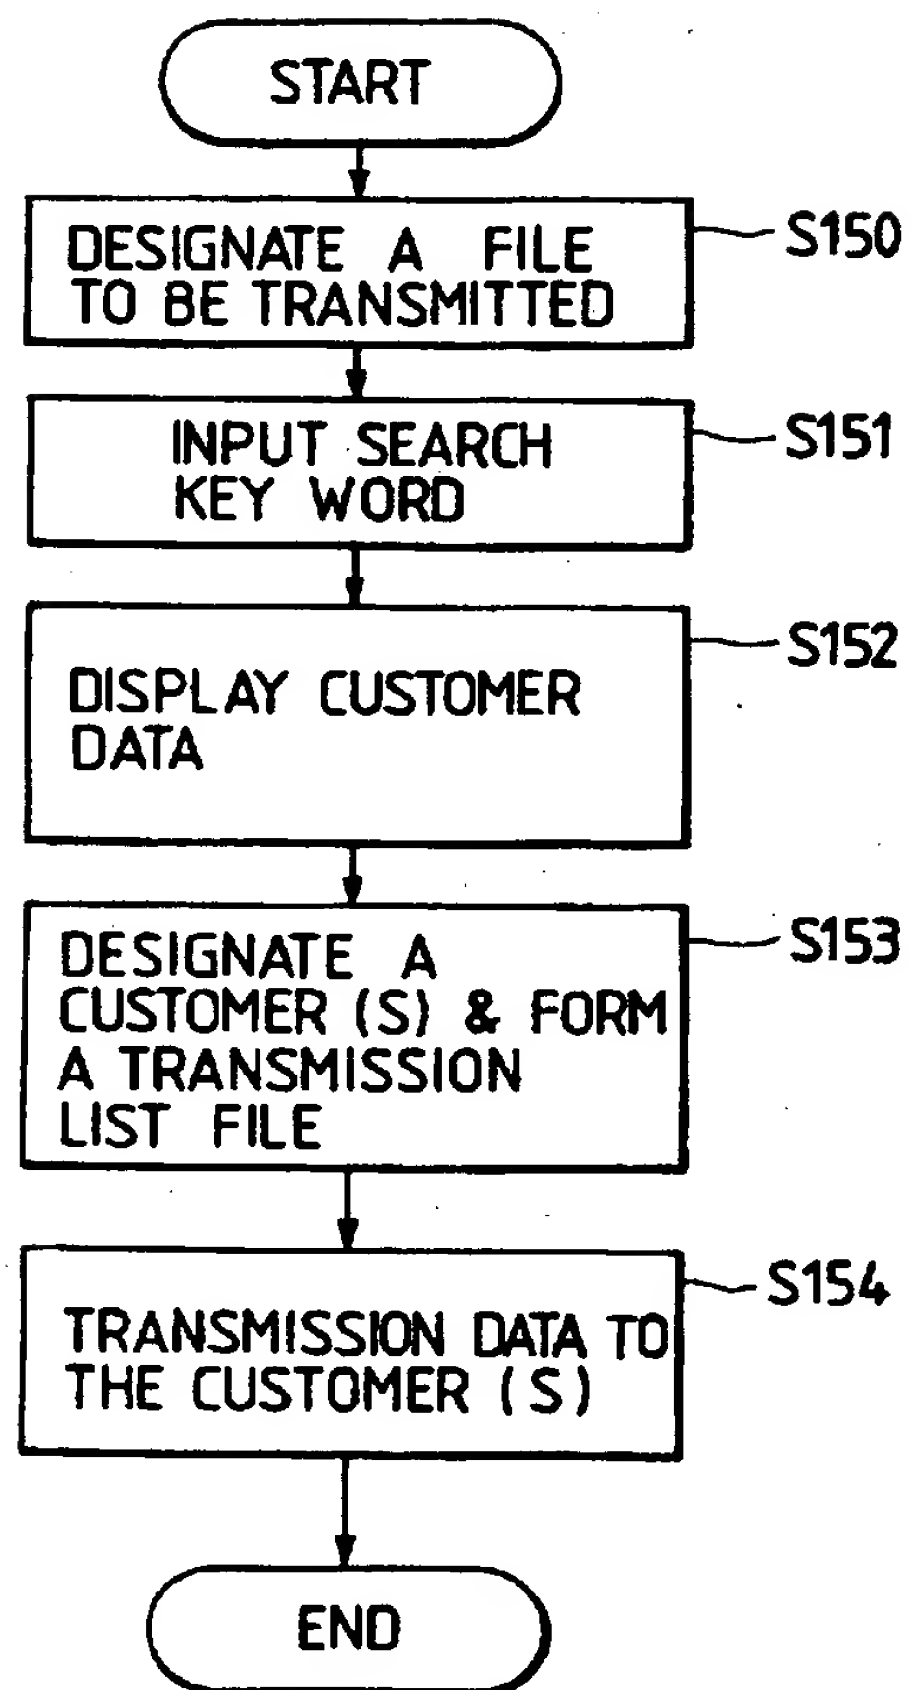 START
DESIGNATE A FILE
TO BE TRANSMITTED
S150
INPUT SEARCH
KEY WORD
S151
DISPLAY CUSTOMER
DATA
S152
DESIGNATE A
CUSTOMER (S) & FORM
A TRANSMISSION
LIST FILE
S153
TRANSMISSION DATA TO
THE CUSTOMER (S)
S154
END